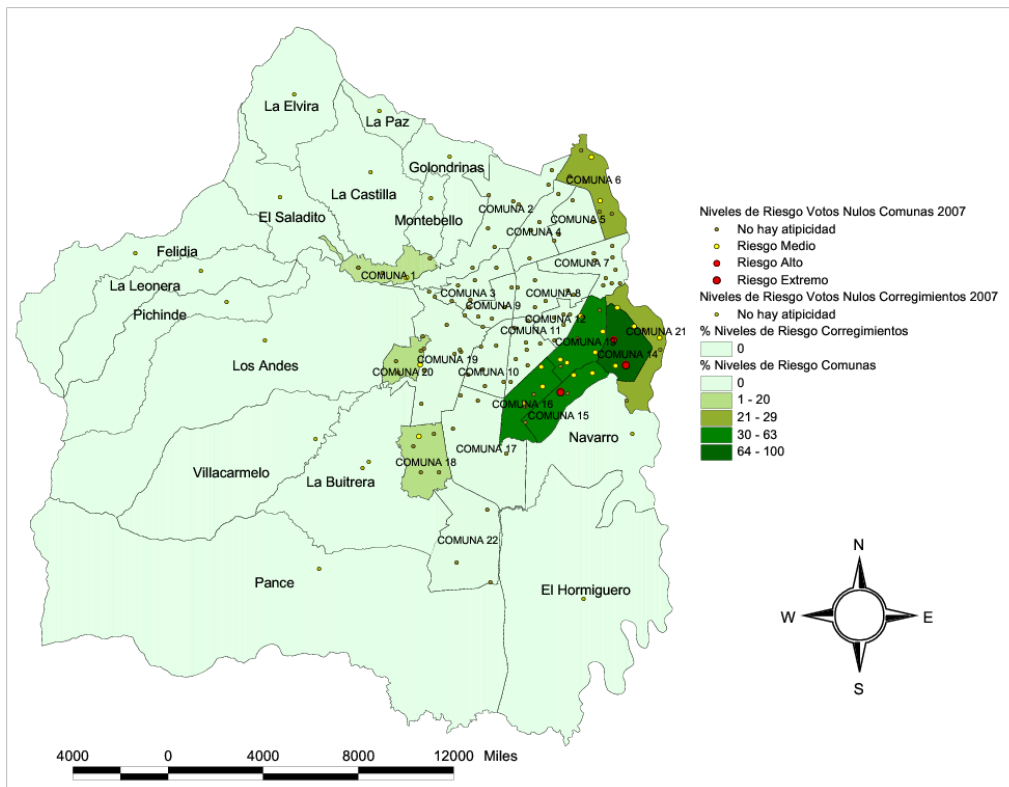 La Elvira
La Paz
Golondrinas
La Castilla
COMUNA 6
El Saladito
Montebello
COMUNA 2
COMUNA 5
COMUNA 4
Felidia
COMUNA 7
La Leonera
COMUNA 1
Pichinde
COMUNA 3
COMUNA 8
COMUNA 9
COMUNA 12
COMUNA 11
COMUNA 21
COMUNA 13
COMUNA 14
Los Andes
COMUNA 19
COMUNA 20
COMUNA 10
COMUNA 16
COMUNA 15
Navarro
COMUNA 17
COMUNA 18
Villacarmelo
La Buitrera
COMUNA 22
Pance
El Hormiguero
Niveles de Riesgo Votos Nulos Comunas 2007
No hay atipicidad
Riesgo Medio
Riesgo Alto
Riesgo Extremo
Niveles de Riesgo Votos Nulos Corregimientos 2007
No hay atipicidad
% Niveles de Riesgo Corregimientos
0
% Niveles de Riesgo Comunas
0
1 - 20
21 - 29
30 - 63
64 - 100
N
W E
S
4000 0 4000 8000 12000 Miles